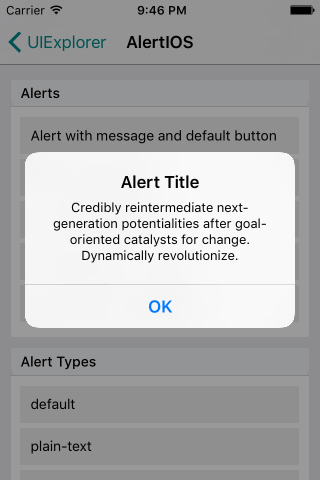 Carrier 9:46 PM
UIExplorer AlertIOS
Alerts
Alert with message and default button
Alert Title
Credibly reintermediate next-
generation potentialities after goal-
oriented catalysts for change.
Dynamically revolutionize.
OK
Alert Types
default
plain-text